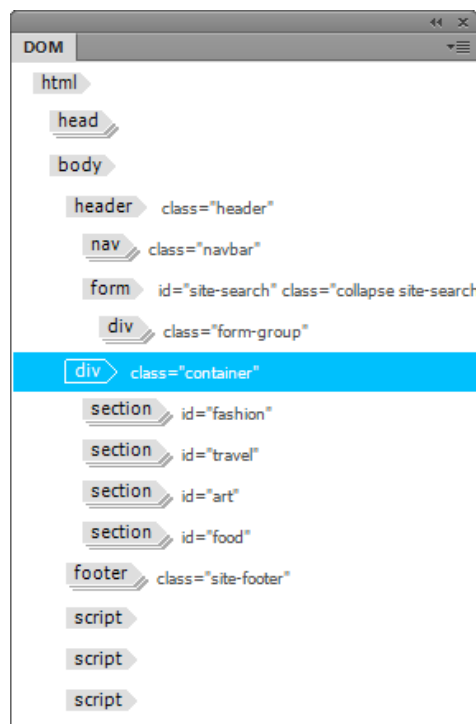 DOM
html
head
body
header class="header"
nav class="navbar"
form id="site-search" class="collapse site-search
div class="form-group"
div class="container"
section id="fashion"
section id="travel"
section id="art"
section id="food"
footer class="site-footer"
script
script
script